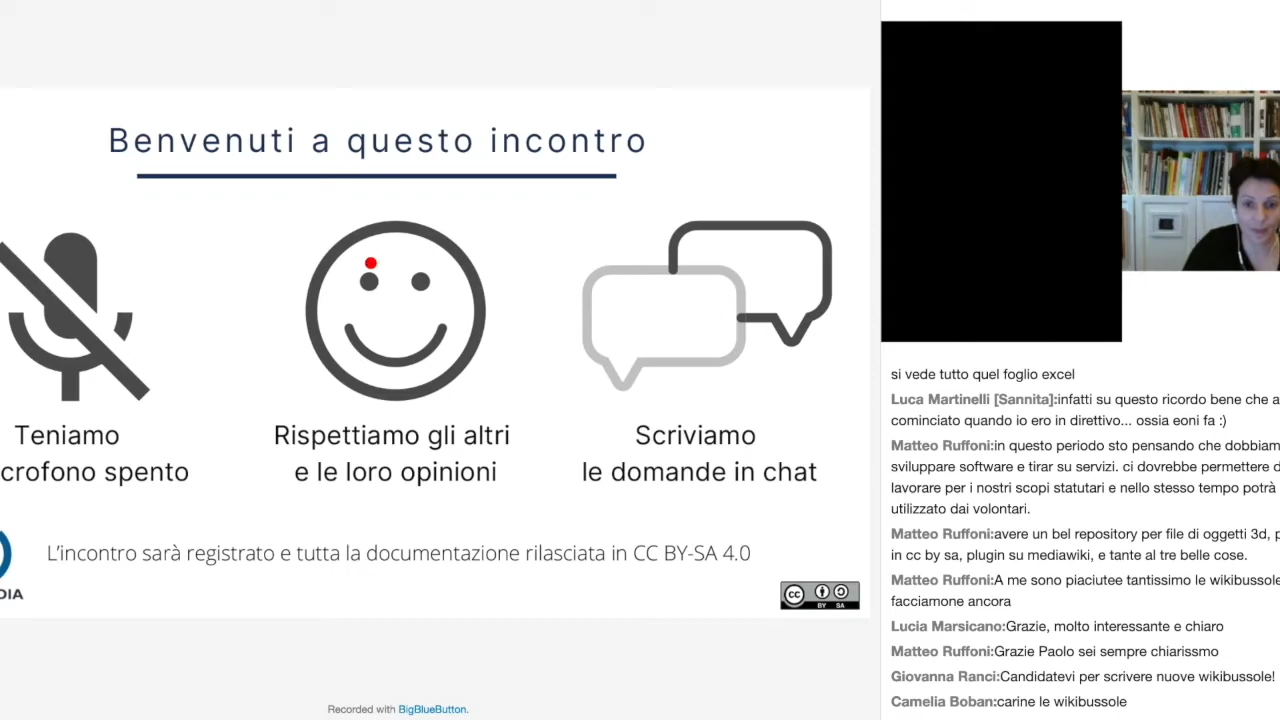 Benvenuti a questo incontro
Teniamo
crofono spento
Rispettiamo gli altri
e le loro opinioni
Scriviamo
le domande in chat
L'incontro sarà registrato e tutta la documentazione rilasciata in CC BY-SA 4.0
DIA
cc
BY SA
Recorded with BigBlueButton.
si vede tutto quel foglio excel
Luca Martinelli [Sannita]:infatti su questo ricordo bene che a
cominciato quando io ero in direttivo... ossia eoni fa :)
Matteo Ruffoni:in questo periodo sto pensando che dobbiam
sviluppare software e tirar su servizi. ci dovrebbe permettere d
lavorare per i nostri scopi statutari e nello stesso tempo potrà
utilizzato dai volontari.
Matteo Ruffoni:avere un bel repository per file di oggetti 3d, p
in cc by sa, plugin su mediawiki, e tante al tre belle cose.
Matteo Ruffoni:A me sono piaciutee tantissimo le wikibussole
facciamone ancora
Lucia Marsicano:Grazie, molto interessante e chiaro
Matteo Ruffoni:Grazie Paolo sei sempre chiarissmo
Giovanna Ranci:Candidatevi per scrivere nuove wikibussole!
Camelia Boban:carine le wikibussole